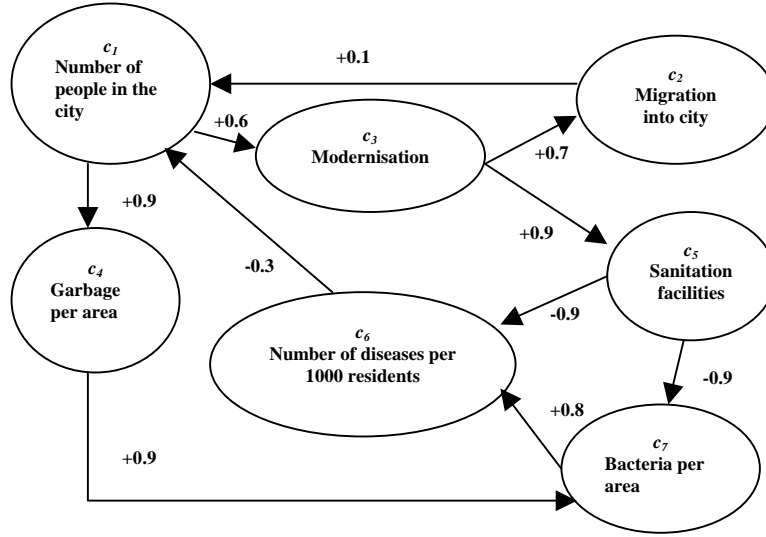 c1
Number of
people in the
city
+0.1
c2
Migration
into city
+0.6
c3
Modernisation
+0.7
+0.9
+0.9
c4
Garbage
per area
-0.3
c5
Sanitation
facilities
-0.9
c6
Number of diseases per
1000 residents
-0.9
+0.8
+0.9
c7
Bacteria per
area